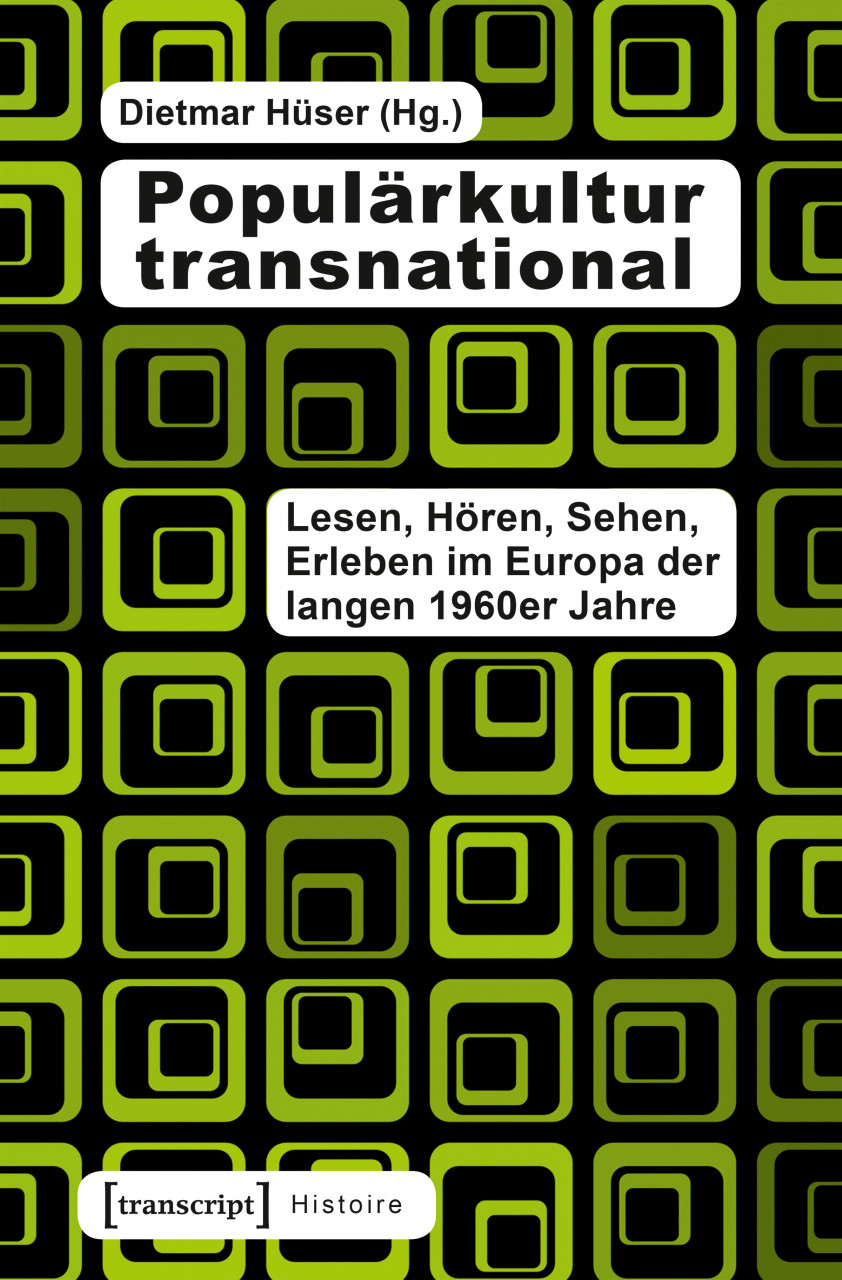 Dietmar Hüser (Hg.)
Populärkultur
transnational
Lesen, Hören, Sehen,
Erleben im Europa der
langen 1960er Jahre
[transcript] Histoire